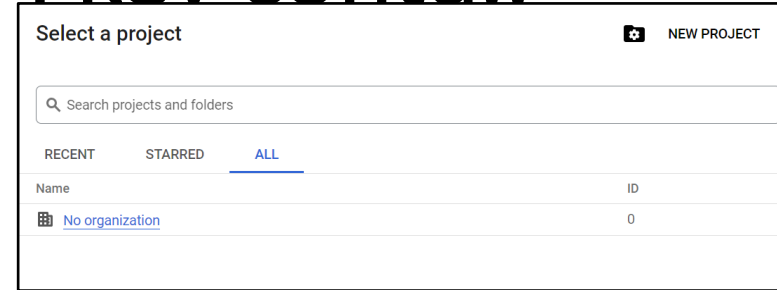 Select a project
NEW PROJECT
Search projects and folders
RECENT STARRED ALL
Name ID
No organization 0